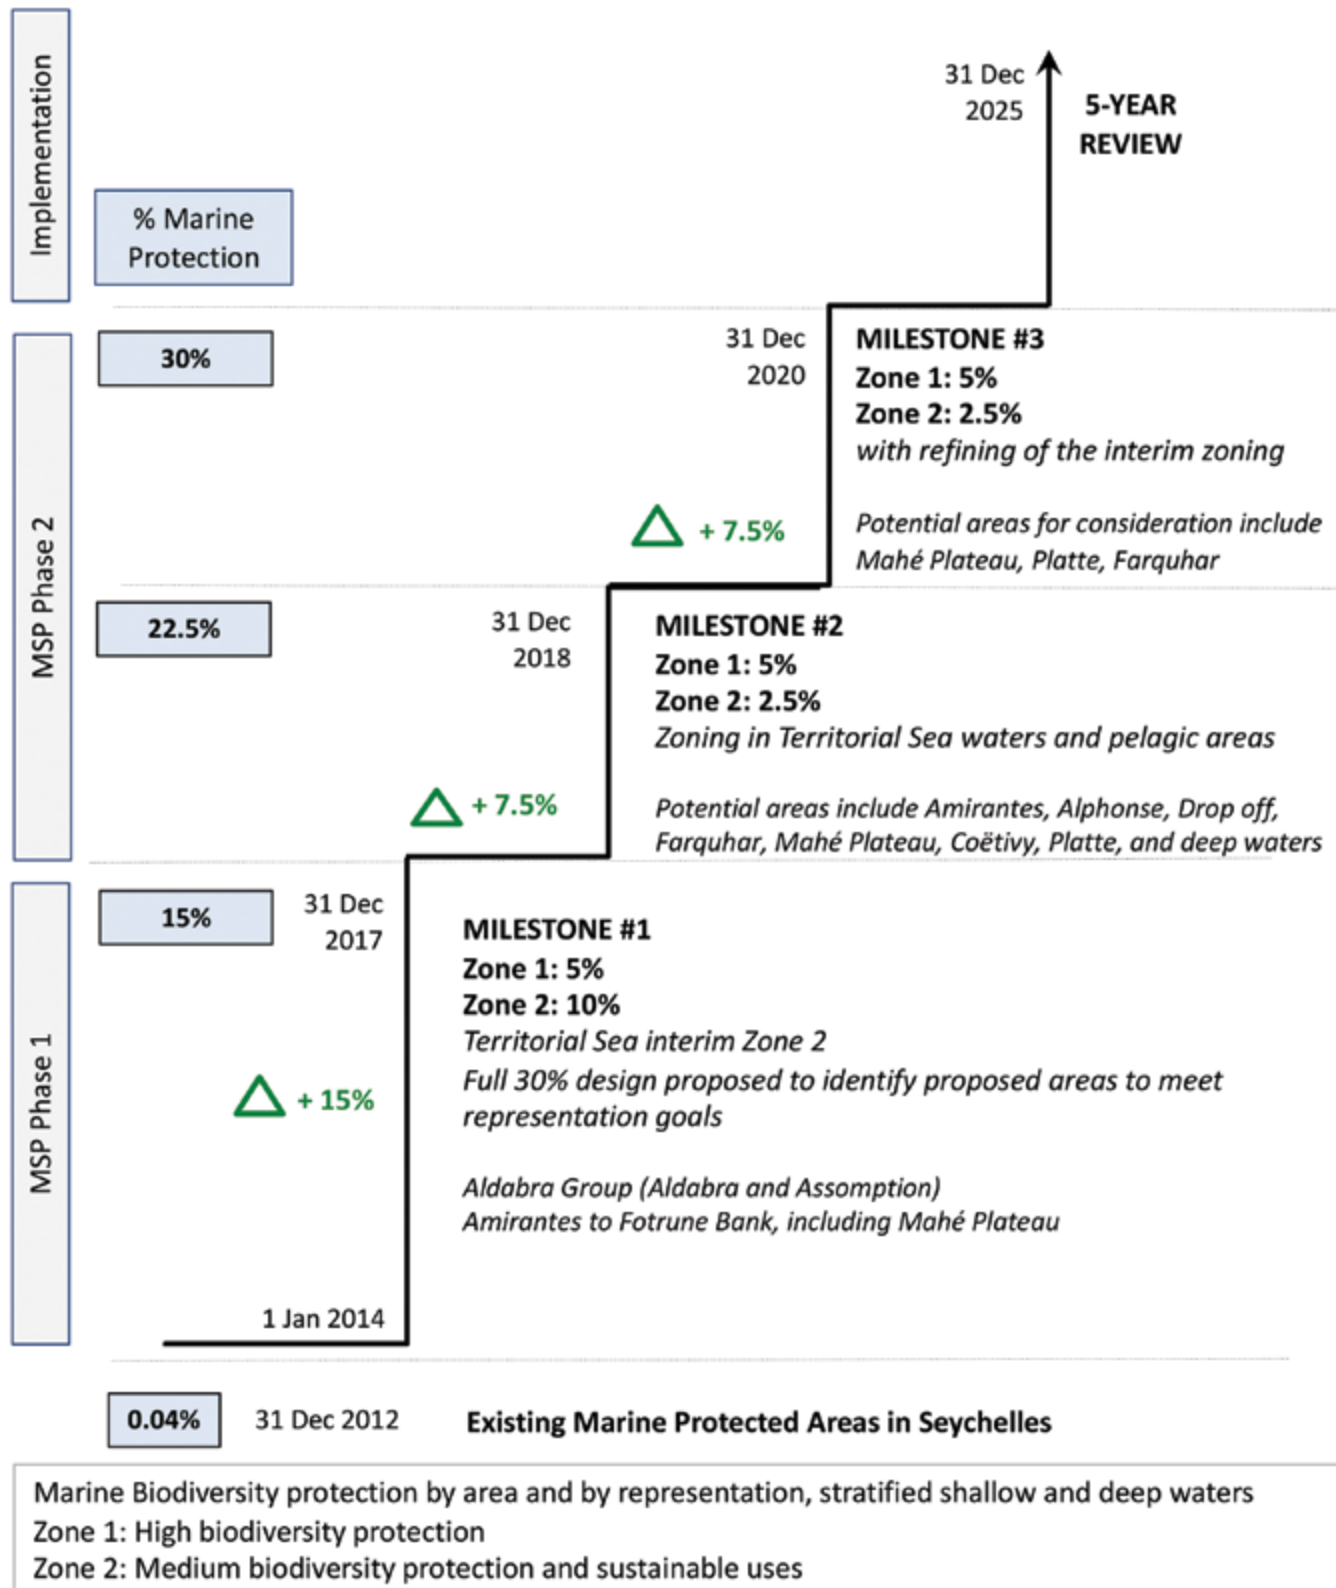 Implementation
31 Dec
2025
5-YEAR
REVIEW
% Marine
Protection
MSP Phase 2
30%
31 Dec
2020
MILESTONE #3
Zone 1: 5%
Zone 2: 2.5%
with refining of the interim zoning
Potential areas for consideration include
Mahé Plateau, Platte, Farquhar
+ 7.5%
22.5%
31 Dec
2018
MILESTONE #2
Zone 1: 5%
Zone 2: 2.5%
Zoning in Territorial Sea waters and pelagic areas
Potential areas include Amirantes, Alphonse, Drop off,
Farquhar, Mahé Plateau, Coëtivy, Platte, and deep waters
+ 7.5%
MSP Phase 1
15%
31 Dec
2017
MILESTONE #1
Zone 1: 5%
Zone 2: 10%
Territorial Sea interim Zone 2
Full 30% design proposed to identify proposed areas to meet
representation goals
Aldabra Group (Aldabra and Assomption)
Amirantes to Fotrune Bank, including Mahé Plateau
+ 15%
1 Jan 2014
0.04%
31 Dec 2012
Existing Marine Protected Areas in Seychelles
Marine Biodiversity protection by area and by representation, stratified shallow and deep waters
Zone 1: High biodiversity protection
Zone 2: Medium biodiversity protection and sustainable uses